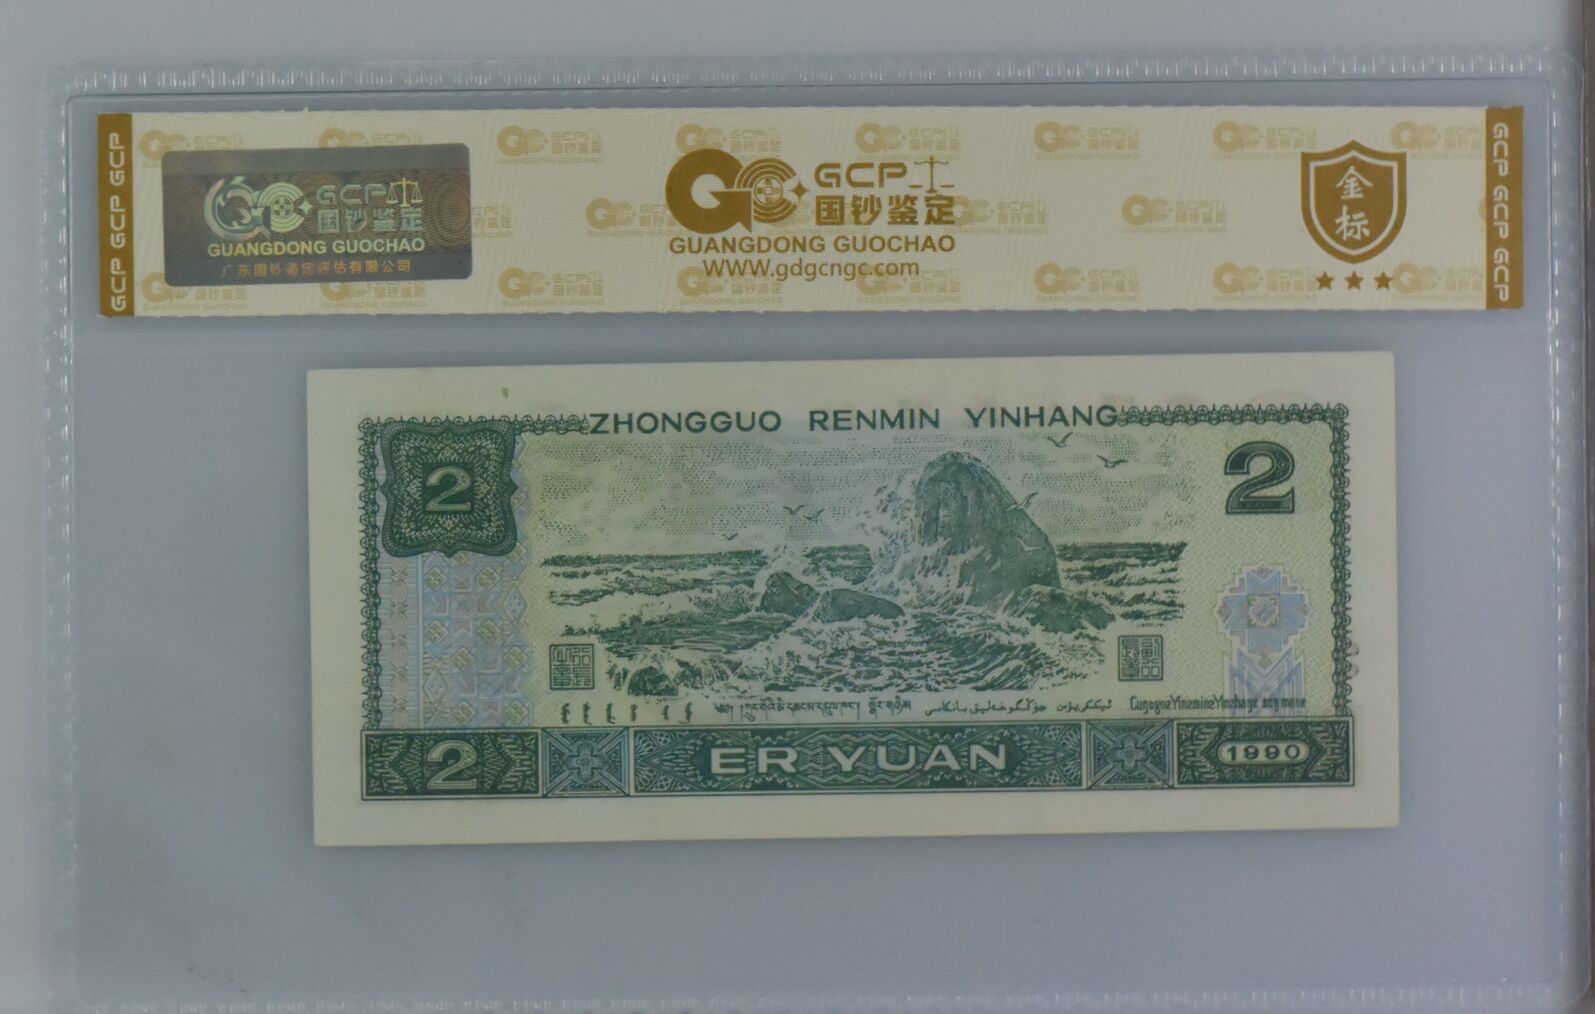 GCP GCP GCP
GCP
国钞鉴定
GUANGDONG GUOCHAO
广东国钞鉴定评估有限公司
GCP
国钞鉴定
GUANGDONG GUOCHAO
WWW.gdgcngc.com
金标
GCP GCP GCP
ZHONGGUO RENMIN YINHANG
2
2
2
ER YUAN
1990